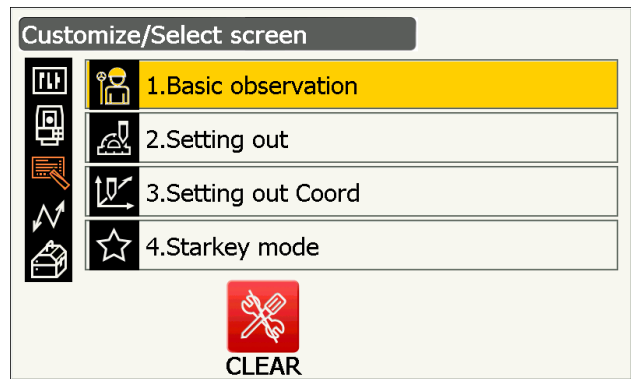 Customize/Select screen
1.Basic observation
2.Setting out
3.Setting out Coord
4.Starkey mode
CLEAR